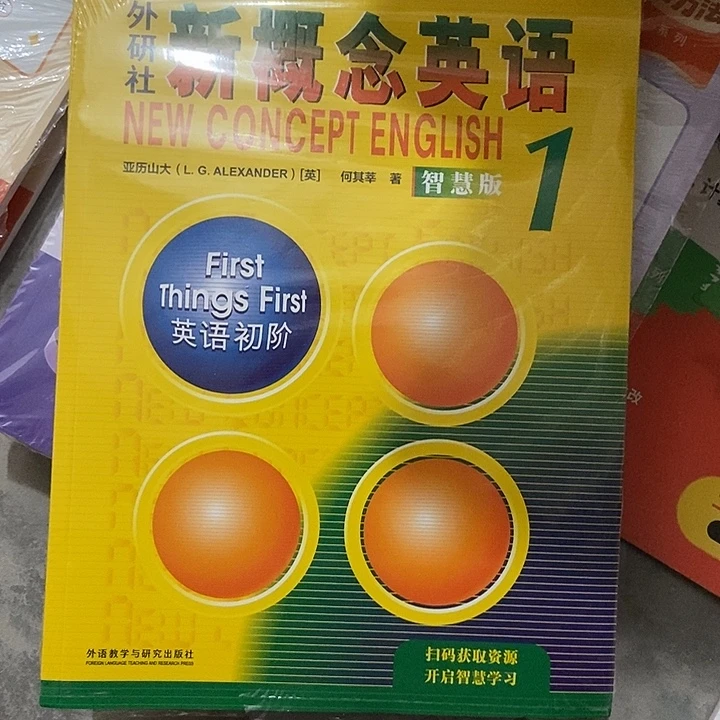 外研社
新概念英语
NEW CONCEPT ENGLISH
1
亚历山大(L. G. ALEXANDER)[英] 何其莘 著
智慧版
First
Things First
英语初阶
外语教学与研究出版社
FOREIGN LANGUAGE TEACHING AND RESEARCH PRESS
扫码获取资源
开启智慧学习
系列
改